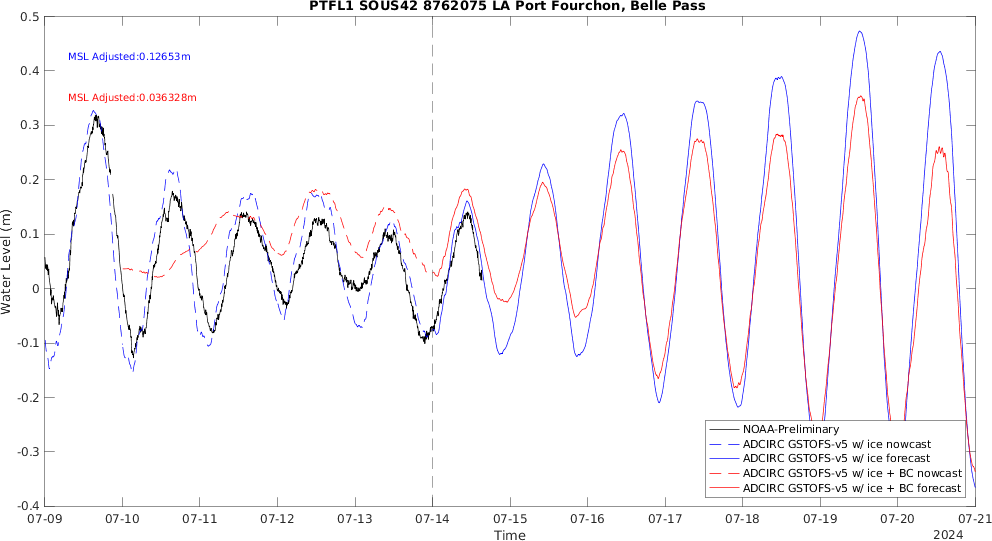 PTFL1 SOUS42 8762075 LA Port Fourchon, Belle Pass
MSL Adjusted:0.12653m
MSL Adjusted:0.036328m
Water Level (m)
0.5
0.4
0.3
0.2
0.1
0
-0.1
-0.2
-0.3
-0.4
NOAA-Preliminary
ADCIRC GSTOFS-v5 w/ ice nowcast
ADCIRC GSTOFS-v5 w/ ice forecast
ADCIRC GSTOFS-v5 w/ ice + BC nowcast
ADCIRC GSTOFS-v5 w/ ice + BC forecast
07-09 07-10 07-11 07-12 07-13 07-14 07-15 07-16 07-17 07-18 07-19 07-20 07-21
Time
2024